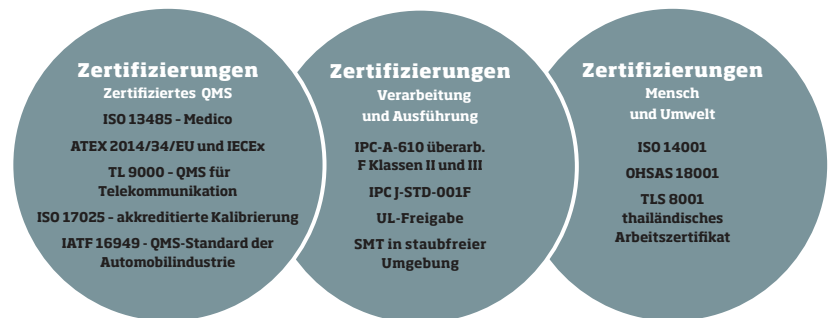 Zertifizierungen
Zertifiziertes QMS
ISO 13485 - Medico
ATEX 2014/34/EU und IECEx
TL 9000 - QMS für
Telekommunikation
ISO 17025 – akkreditierte Kalibrierung
IATF 16949 - QMS-Standard der
Automobilindustrie
Zertifizierungen
Verarbeitung
und Ausführung
IPC-A-610 überarb.
F Klassen II und III
IPC J-STD-001F
UL-Freigabe
SMT in staubfreier
Umgebung
Zertifizierungen
Mensch
und Umwelt
ISO 14001
OHSAS 18001
TLS 8001
thailändisches
Arbeitszertifikat